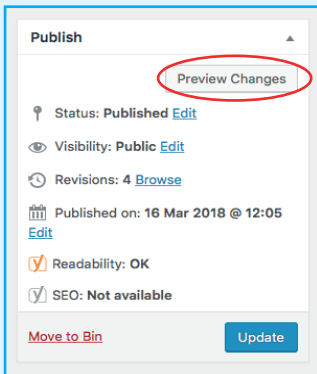 Publish
Preview Changes
Status: Published Edit
Visibility: Public Edit
Revisions: 4 Browse
Published on: 16 Mar 2018 @ 12:05
Edit
Readability: OK
SEO: Not available
Move to Bin Update